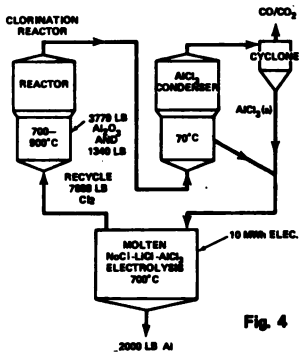 CLORINATION
REACTOR
REACTOR
700–
900°C
3779 LB
Al2O3
AND
1340 LB
RECYCLE
7888 LB
Cl2
AlCl3
CONDENSER
70°C
CO/CO2
CYCLONE
AlCl3(s)
MOLTEN
NaCl-LiCl-AlCl3
ELECTROLYSIS
700°C
10 MWh ELEC.
2000 LB Al
Fig. 4